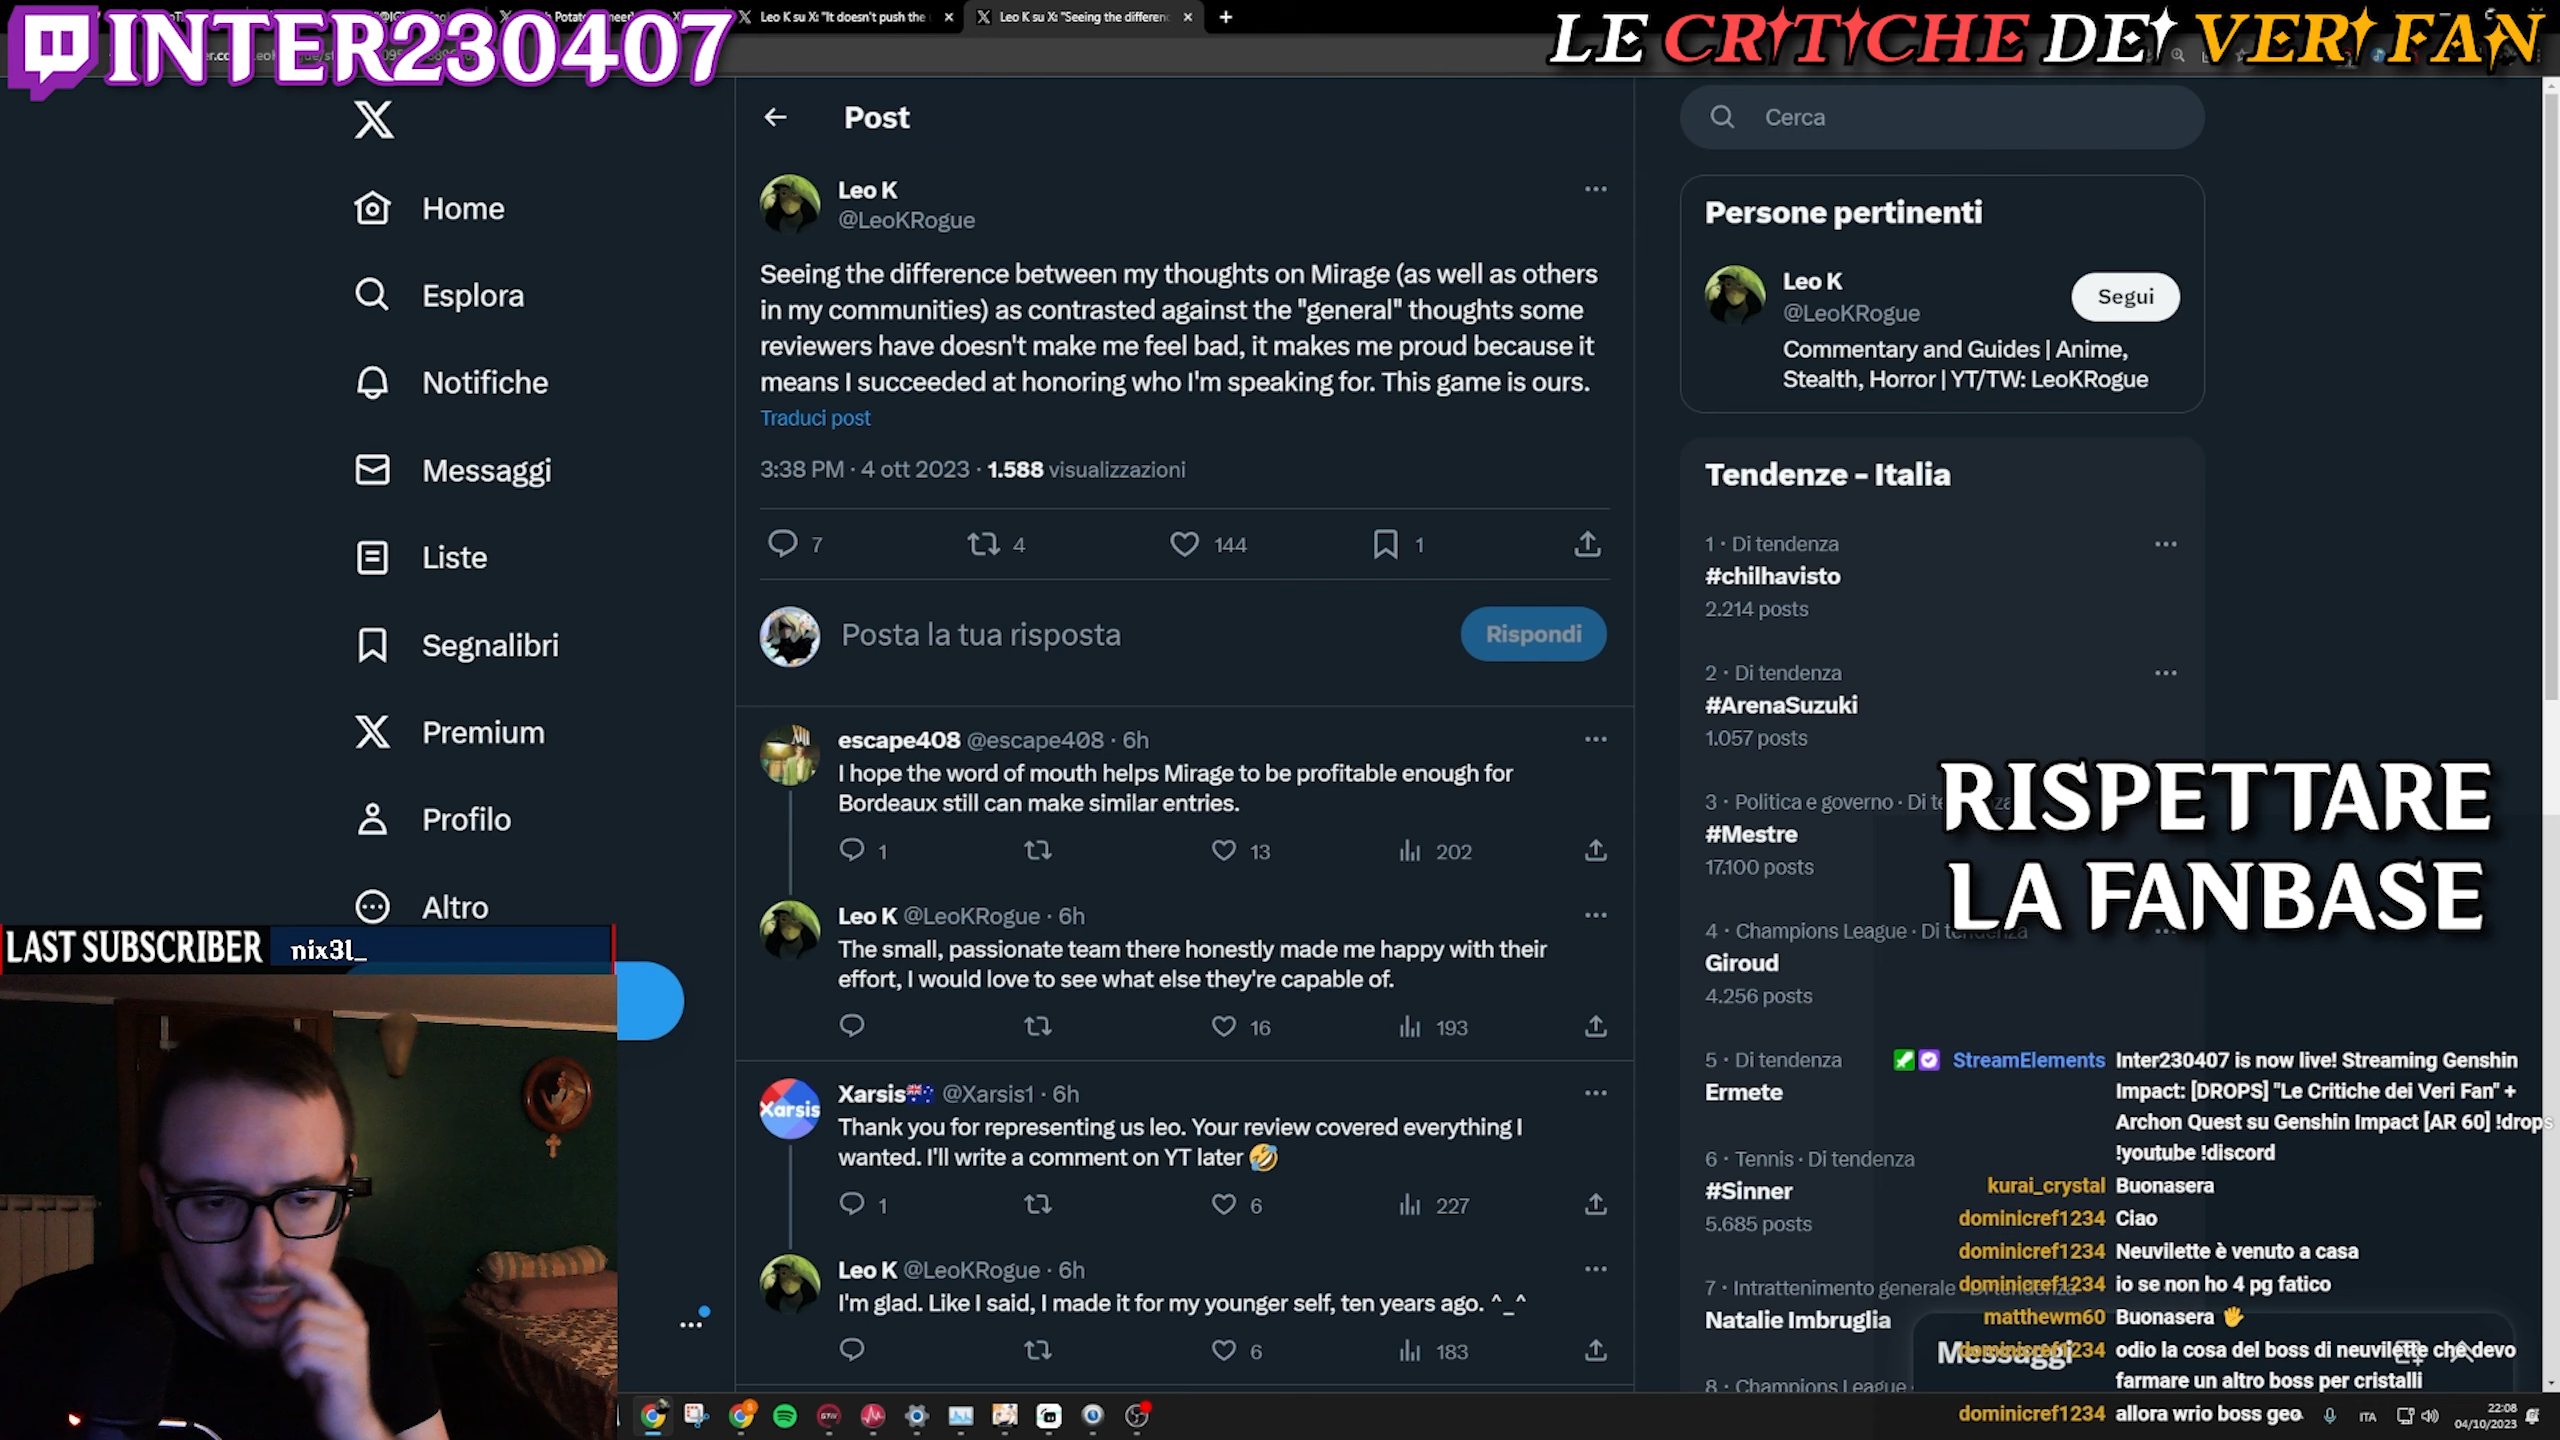 Leo K su X: "It doesn't push the
Leo K su X: "Seeing the differenc
INTER230407
LE CRITICHE DEI VERI FAN
Home
Esplora
Notifiche
Messaggi
Liste
Segnalibri
Premium
Profilo
Altro
LAST SUBSCRIBER nix3l_
Post
Leo K
@LeoKRogue
Seeing the difference between my thoughts on Mirage (as well as others
in my communities) as contrasted against the "general" thoughts some
reviewers have doesn't make me feel bad, it makes me proud because it
means I succeeded at honoring who I'm speaking for. This game is ours.
Traduci post
3:38 PM · 4 ott 2023 · 1.588 visualizzazioni
7 4 144 1
Posta la tua risposta
Rispondi
escape408 @escape408 · 6h
I hope the word of mouth helps Mirage to be profitable enough for
Bordeaux still can make similar entries.
1 13 202
Leo K @LeoKRogue · 6h
The small, passionate team there honestly made me happy with their
effort, I would love to see what else they're capable of.
16 193
Xarsis
Xarsis🇦🇺 @Xarsis1 · 6h
Thank you for representing us leo. Your review covered everything I
wanted. I'll write a comment on YT later 🤣
1 6 227
Leo K @LeoKRogue · 6h
I'm glad. Like I said, I made it for my younger self, ten years ago. ^_^
6 183
Cerca
Persone pertinenti
Leo K
@LeoKRogue
Segui
Commentary and Guides | Anime,
Stealth, Horror | YT/TW: LeoKRogue
Tendenze - Italia
1 · Di tendenza
#chilhavisto
2.214 posts
2 · Di tendenza
#ArenaSuzuki
1.057 posts
3 · Politica e governo · Di
#Mestre
17.100 posts
4 · Champions League · Di tendenza
Giroud
4.256 posts
5 · Di tendenza
Ermete
6 · Tennis · Di tendenza
#Sinner
5.685 posts
7 · Intrattenimento generale
Natalie Imbruglia
8 · Champions League
Messaggi
RISPETTARE
LA FANBASE
StreamElements Inter230407 is now live! Streaming Genshin
Impact: [DROPS] "Le Critiche dei Veri Fan" +
Archon Quest su Genshin Impact [AR 60] !drops
!youtube !discord
kurai_crystal Buonasera
dominicref1234 Ciao
dominicref1234 Neuvilette è venuto a casa
dominicref1234 io se non ho 4 pg fatico
matthewm60 Buonasera 🖐
dominicref1234 odio la cosa del boss di neuvilette che devo
farmare un altro boss per cristalli
dominicref1234 allora wrio boss geo
ITA
22:08
04/10/2023